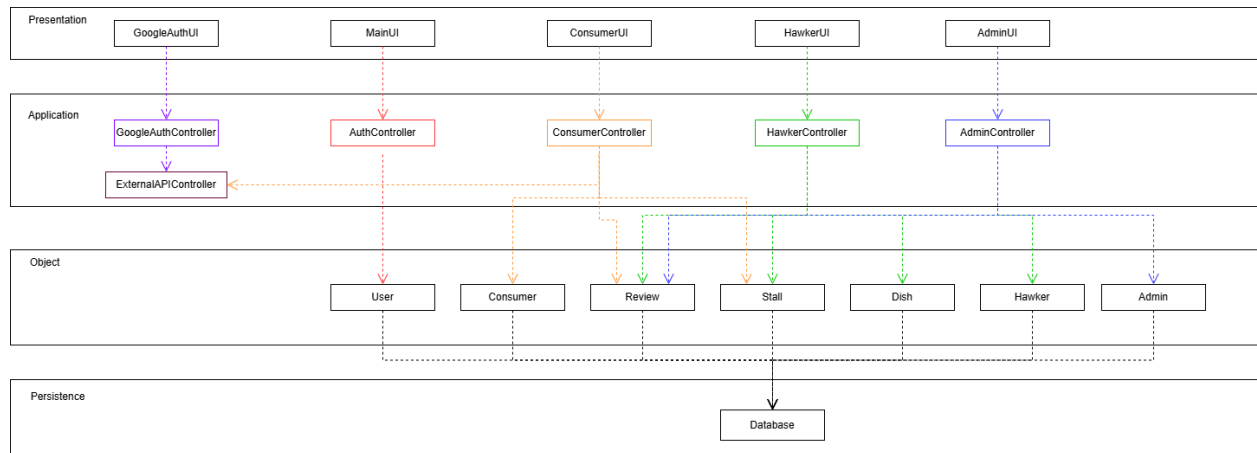 Presentation
GoogleAuthUI
MainUI
ConsumerUI
HawkerUI
AdminUI
Application
GoogleAuthController
AuthController
ConsumerController
HawkerController
AdminController
ExternalAPIController
Object
User
Consumer
Review
Stall
Dish
Hawker
Admin
Persistence
Database